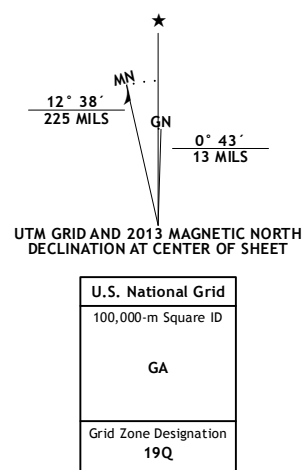 ★
MN
GN
12° 38´
225 MILS
0° 43´
13 MILS
UTM GRID AND 2013 MAGNETIC NORTH
DECLINATION AT CENTER OF SHEET
U.S. National Grid
100,000-m Square ID
GA
Grid Zone Designation
19Q